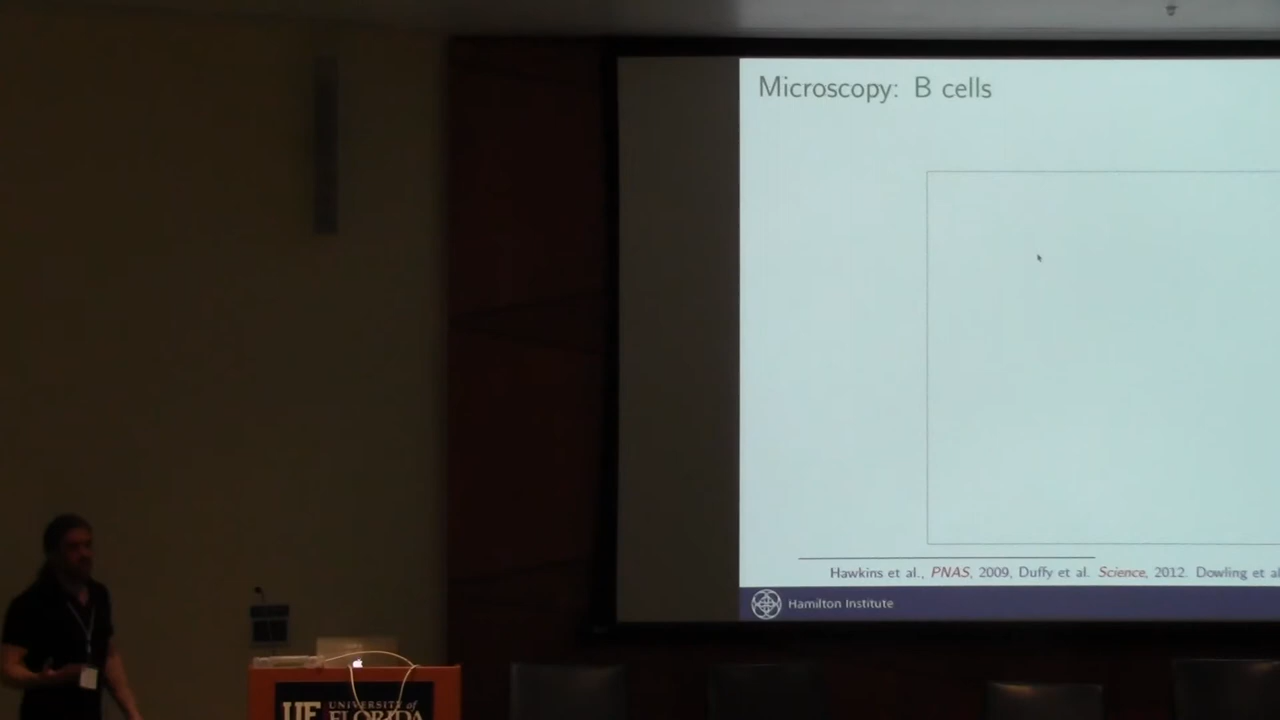 Microscopy: B cells
Hawkins et al., PNAS, 2009, Duffy et al. Science, 2012. Dowling et al
Hamilton Institute
UF UNIVERSITY of
FLORIDA